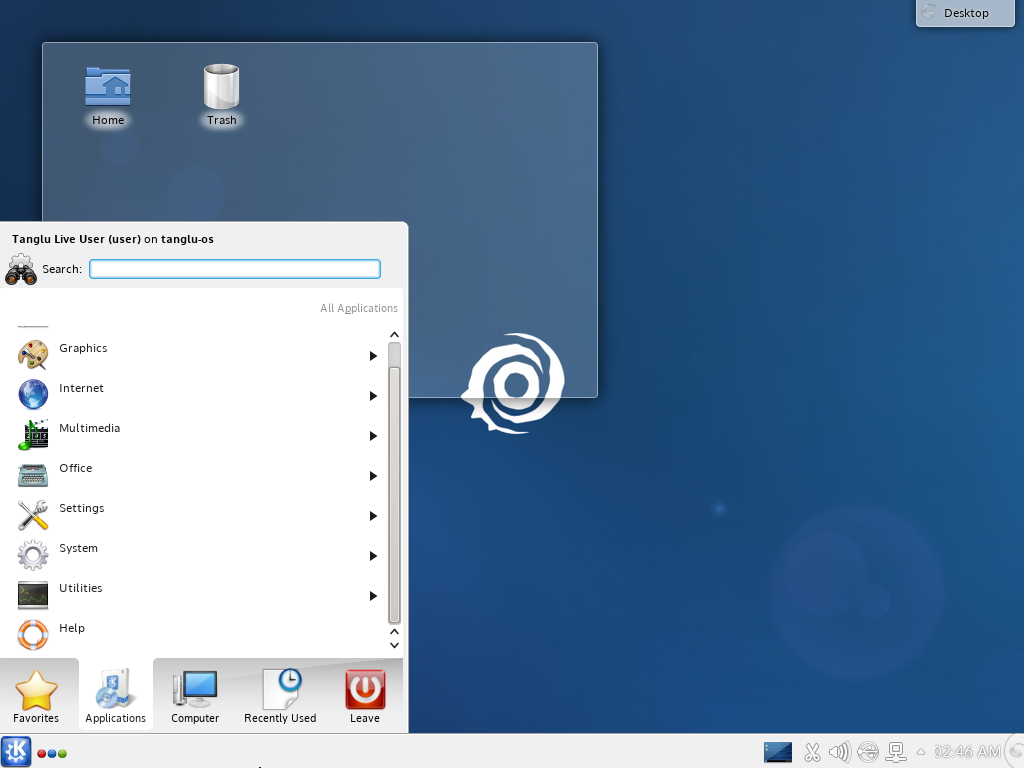 Desktop
Home
Trash
Tanglu Live User (user) on tanglu-os
Search:
All Applications
Graphics
Internet
Multimedia
Office
Settings
System
Utilities
Help
Favorites
Applications
Computer
Recently Used
Leave
02:46 AM